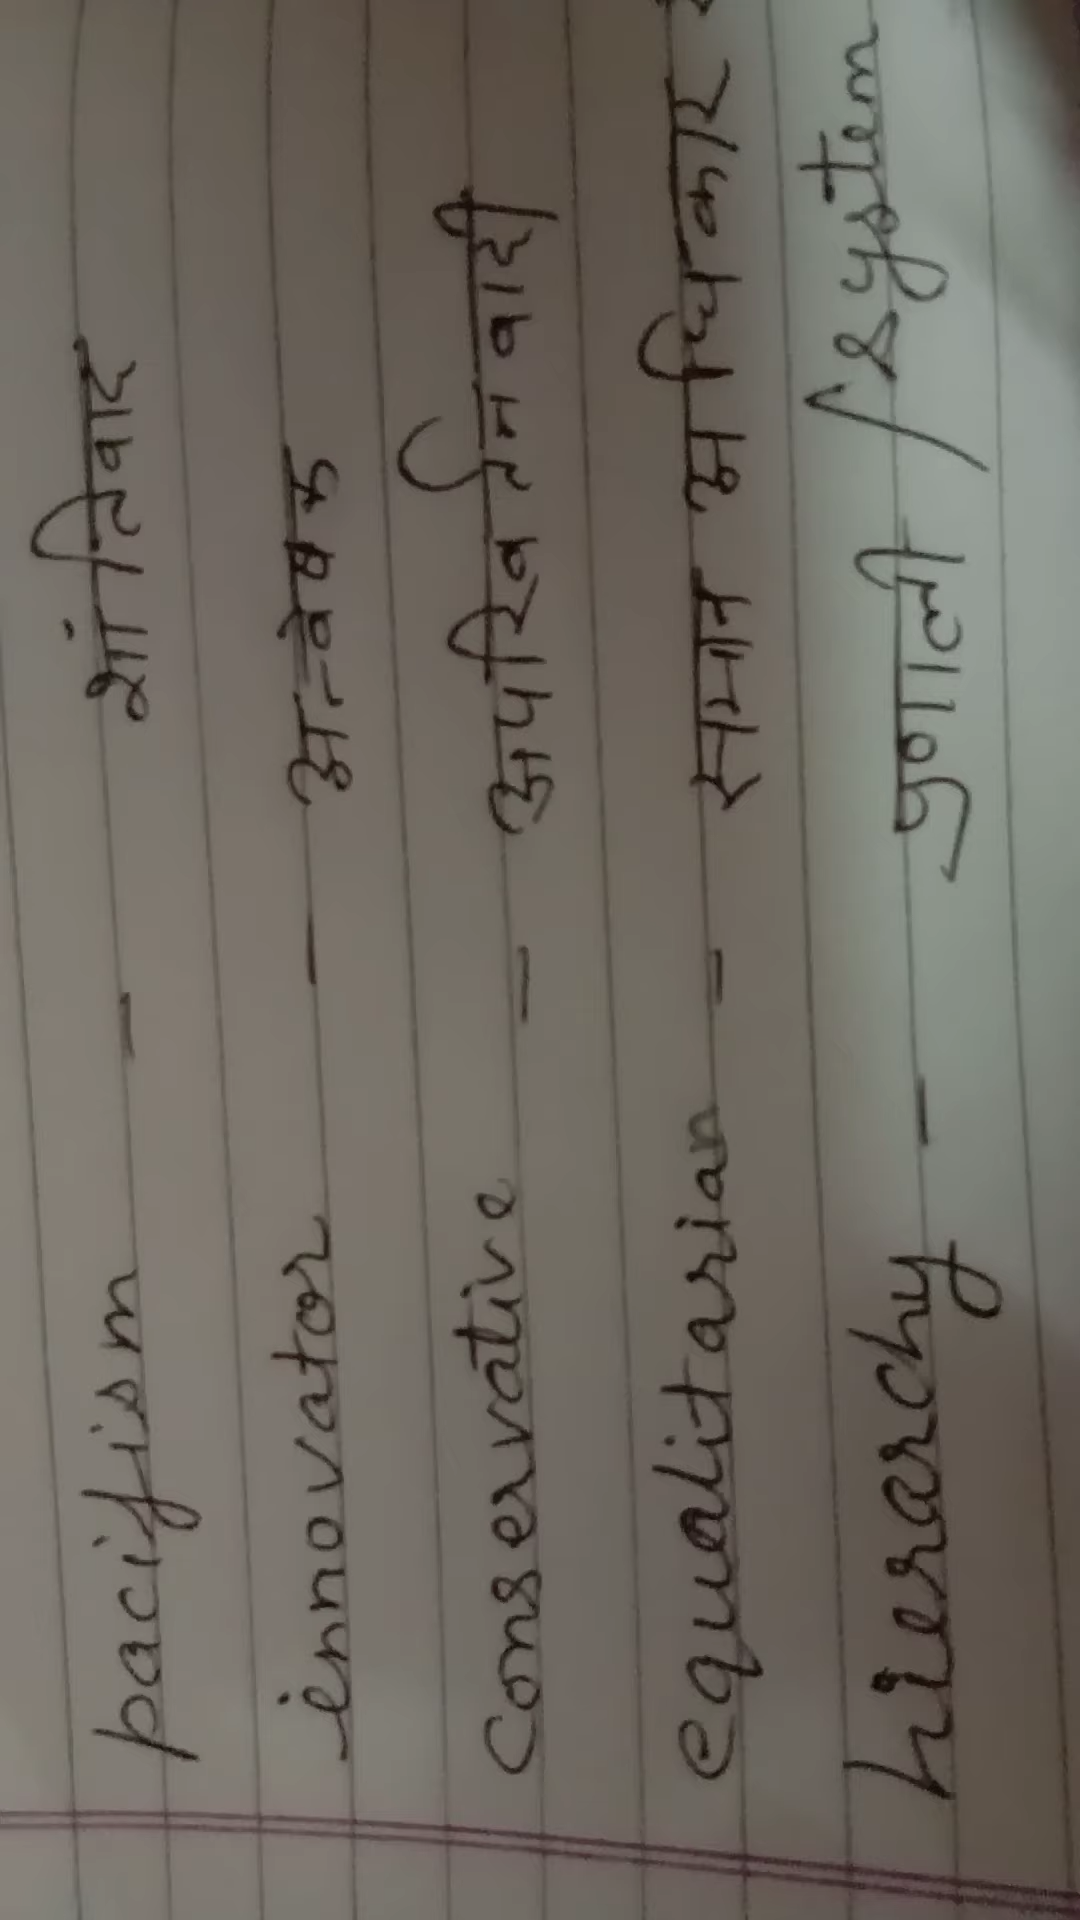 pacifism - शांतिवाद
innovator - अन्वेषक
conservative - अपरिवर्तनवादी
equalitarian - समान अधिकार
hierarchy - प्रणाली / system